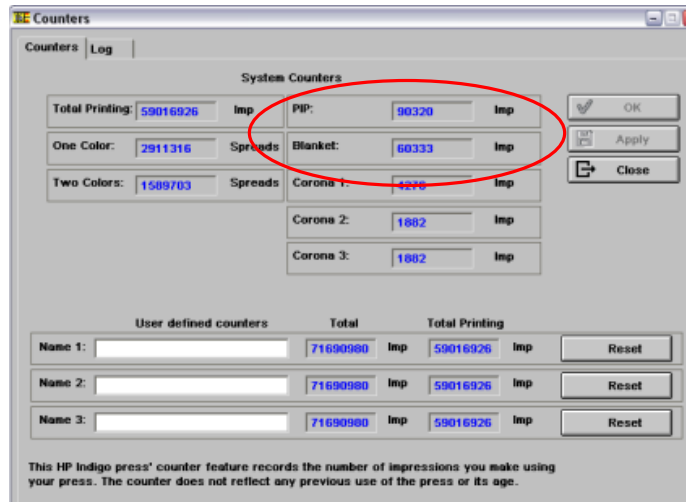 Counters
Counters Log
System Counters
Total Printing: 59016926 Imp PIP: 90320 Imp OK
One Color: 2911316 Spreads Blanket: 60333 Imp Apply
Two Colors: 1589703 Spreads Corona 1: 4270 Imp Close
Corona 2: 1882 Imp
Corona 3: 1882 Imp
User defined counters Total Total Printing
Name 1: 71690980 Imp 59016926 Imp Reset
Name 2: 71690980 Imp 59016926 Imp Reset
Name 3: 71690980 Imp 59016926 Imp Reset
This HP Indigo press' counter feature records the number of impressions you make using
your press. The counter does not reflect any previous use of the press or its age.